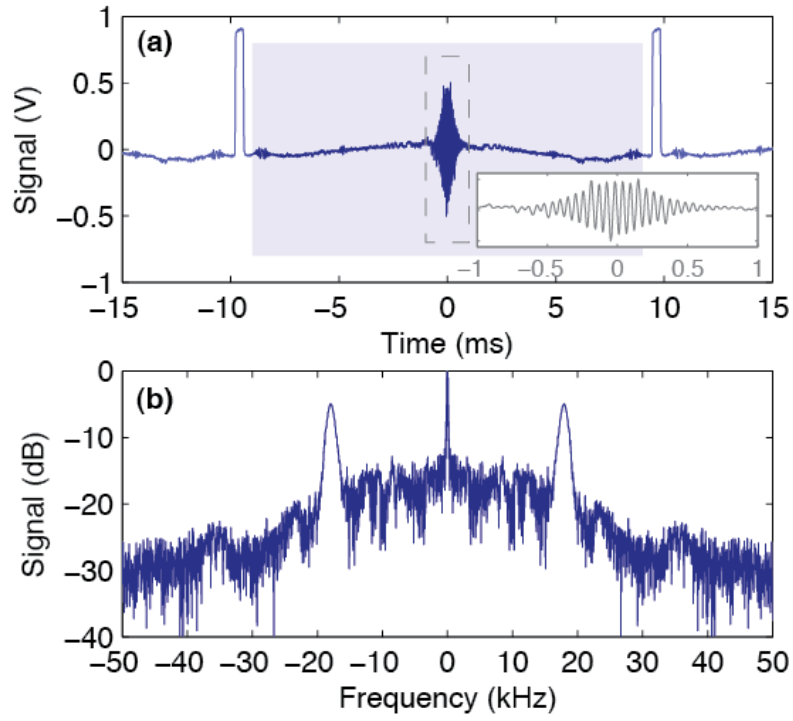 (a)
Signal (V)
1
0.5
0
−0.5
−1
−1 −0.5 0 0.5 1
−15 −10 −5 0 5 10 15
Time (ms)
(b)
Signal (dB)
0
−10
−20
−30
−40
−50 −40 −30 −20 −10 0 10 20 30 40 50
Frequency (kHz)